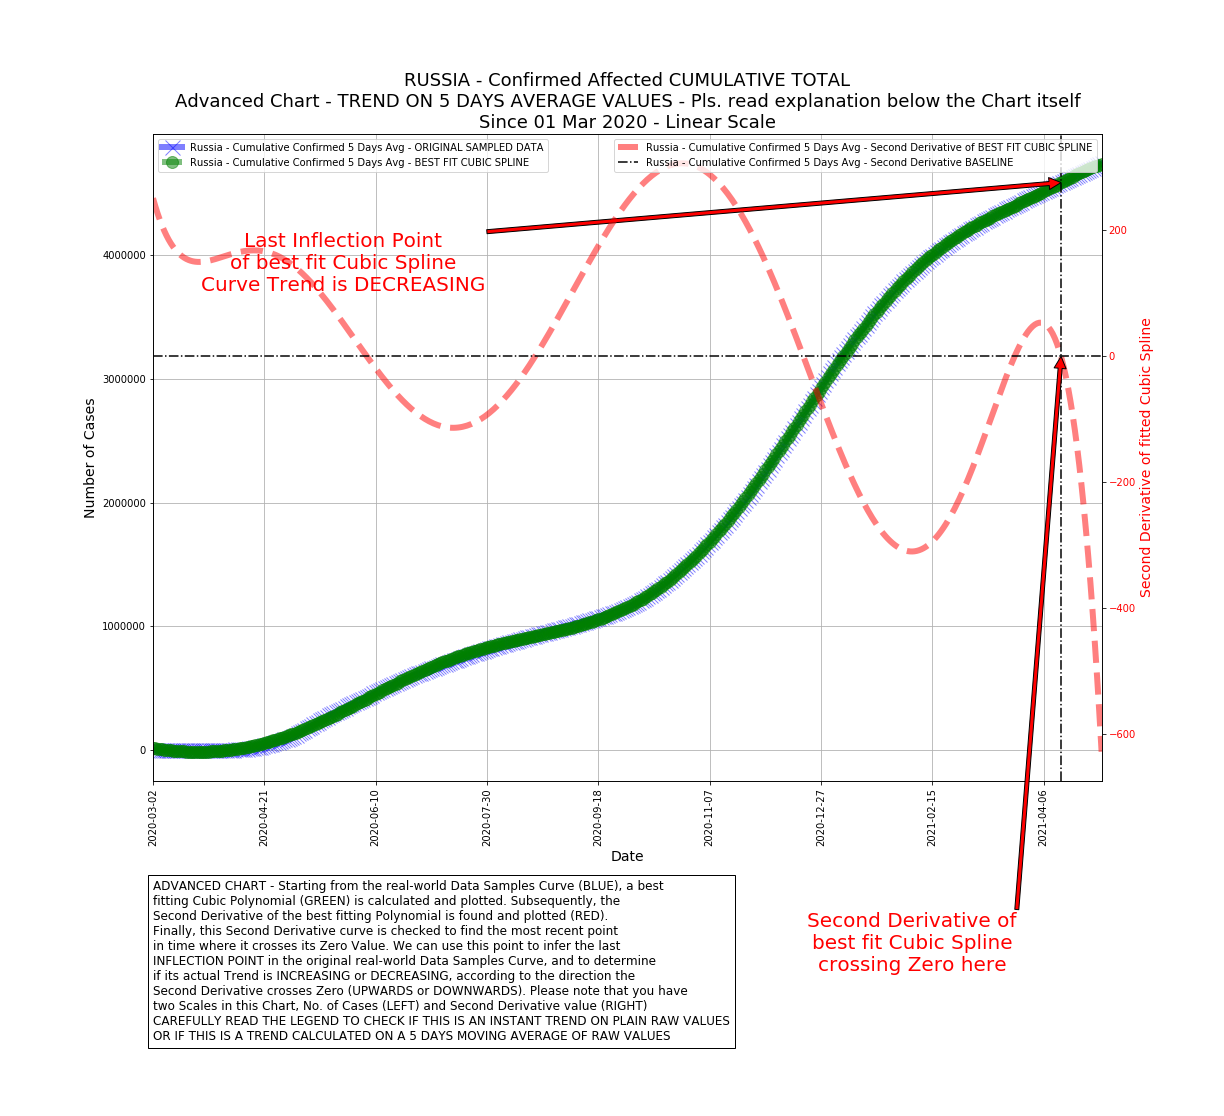 RUSSIA - Confirmed Affected CUMULATIVE TOTAL
Advanced Chart - TREND ON 5 DAYS AVERAGE VALUES - Pls. read explanation below the Chart itself
Since 01 Mar 2020 - Linear Scale
Russia - Cumulative Confirmed 5 Days Avg - ORIGINAL SAMPLED DATA
Russia - Cumulative Confirmed 5 Days Avg - BEST FIT CUBIC SPLINE
Russia - Cumulative Confirmed 5 Days Avg - Second Derivative of BEST FIT CUBIC SPLINE
Russia - Cumulative Confirmed 5 Days Avg - Second Derivative BASELINE
Last Inflection Point
of best fit Cubic Spline
Curve Trend is DECREASING
Number of Cases
4000000
3000000
2000000
1000000
0
200
0
−200
−400
−600
Second Derivative of fitted Cubic Spline
2020-03-02
2020-04-21
2020-06-10
2020-07-30
2020-09-18
2020-11-07
2020-12-27
2021-02-15
2021-04-06
Date
Second Derivative of
best fit Cubic Spline
crossing Zero here
ADVANCED CHART - Starting from the real-world Data Samples Curve (BLUE), a best
fitting Cubic Polynomial (GREEN) is calculated and plotted. Subsequently, the
Second Derivative of the best fitting Polynomial is found and plotted (RED).
Finally, this Second Derivative curve is checked to find the most recent point
in time where it crosses its Zero Value. We can use this point to infer the last
INFLECTION POINT in the original real-world Data Samples Curve, and to determine
if its actual Trend is INCREASING or DECREASING, according to the direction the
Second Derivative crosses Zero (UPWARDS or DOWNWARDS). Please note that you have
two Scales in this Chart, No. of Cases (LEFT) and Second Derivative value (RIGHT)
CAREFULLY READ THE LEGEND TO CHECK IF THIS IS AN INSTANT TREND ON PLAIN RAW VALUES
OR IF THIS IS A TREND CALCULATED ON A 5 DAYS MOVING AVERAGE OF RAW VALUES